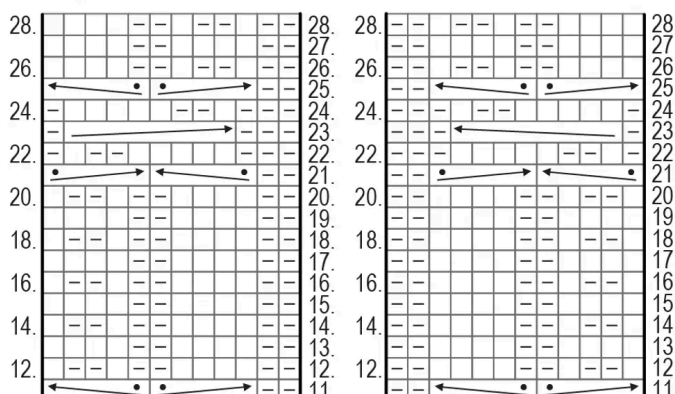 28. 28. 28. 28
27. 27
26. 26. 26. 26
25. 25
24. 24. 24. 24
23. 23
22. 22. 22. 22
21. 21
20. 20. 20. 20
19. 19
18. 18. 18. 18
17. 17
16. 16. 16. 16
15. 15
14. 14. 14. 14
13. 13
12. 12. 12. 12
11 11